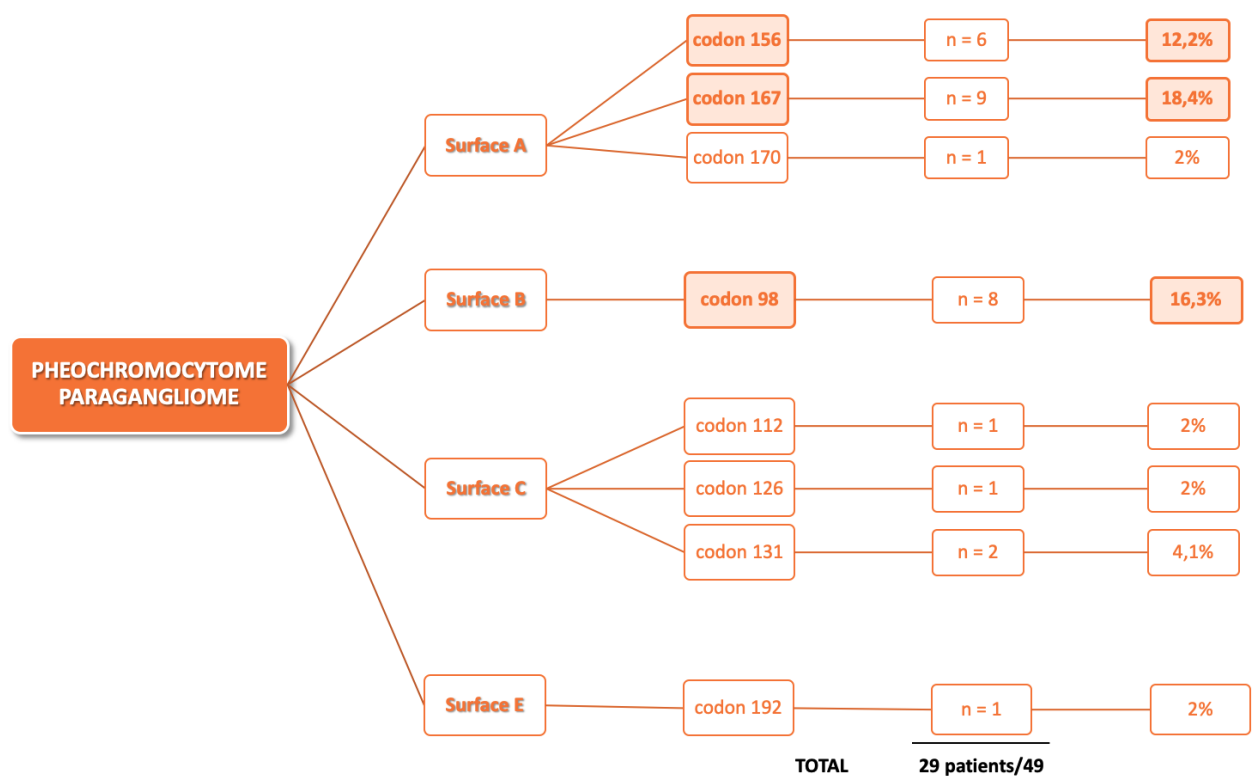 codon 156 n = 6 12,2%
codon 167 n = 9 18,4%
Surface A
codon 170 n = 1 2%
Surface B codon 98 n = 8 16,3%
PHEOCHROMOCYTOME
PARAGANGLIOME
codon 112 n = 1 2%
Surface C codon 126 n = 1 2%
codon 131 n = 2 4,1%
Surface E codon 192 n = 1 2%
TOTAL 29 patients/49